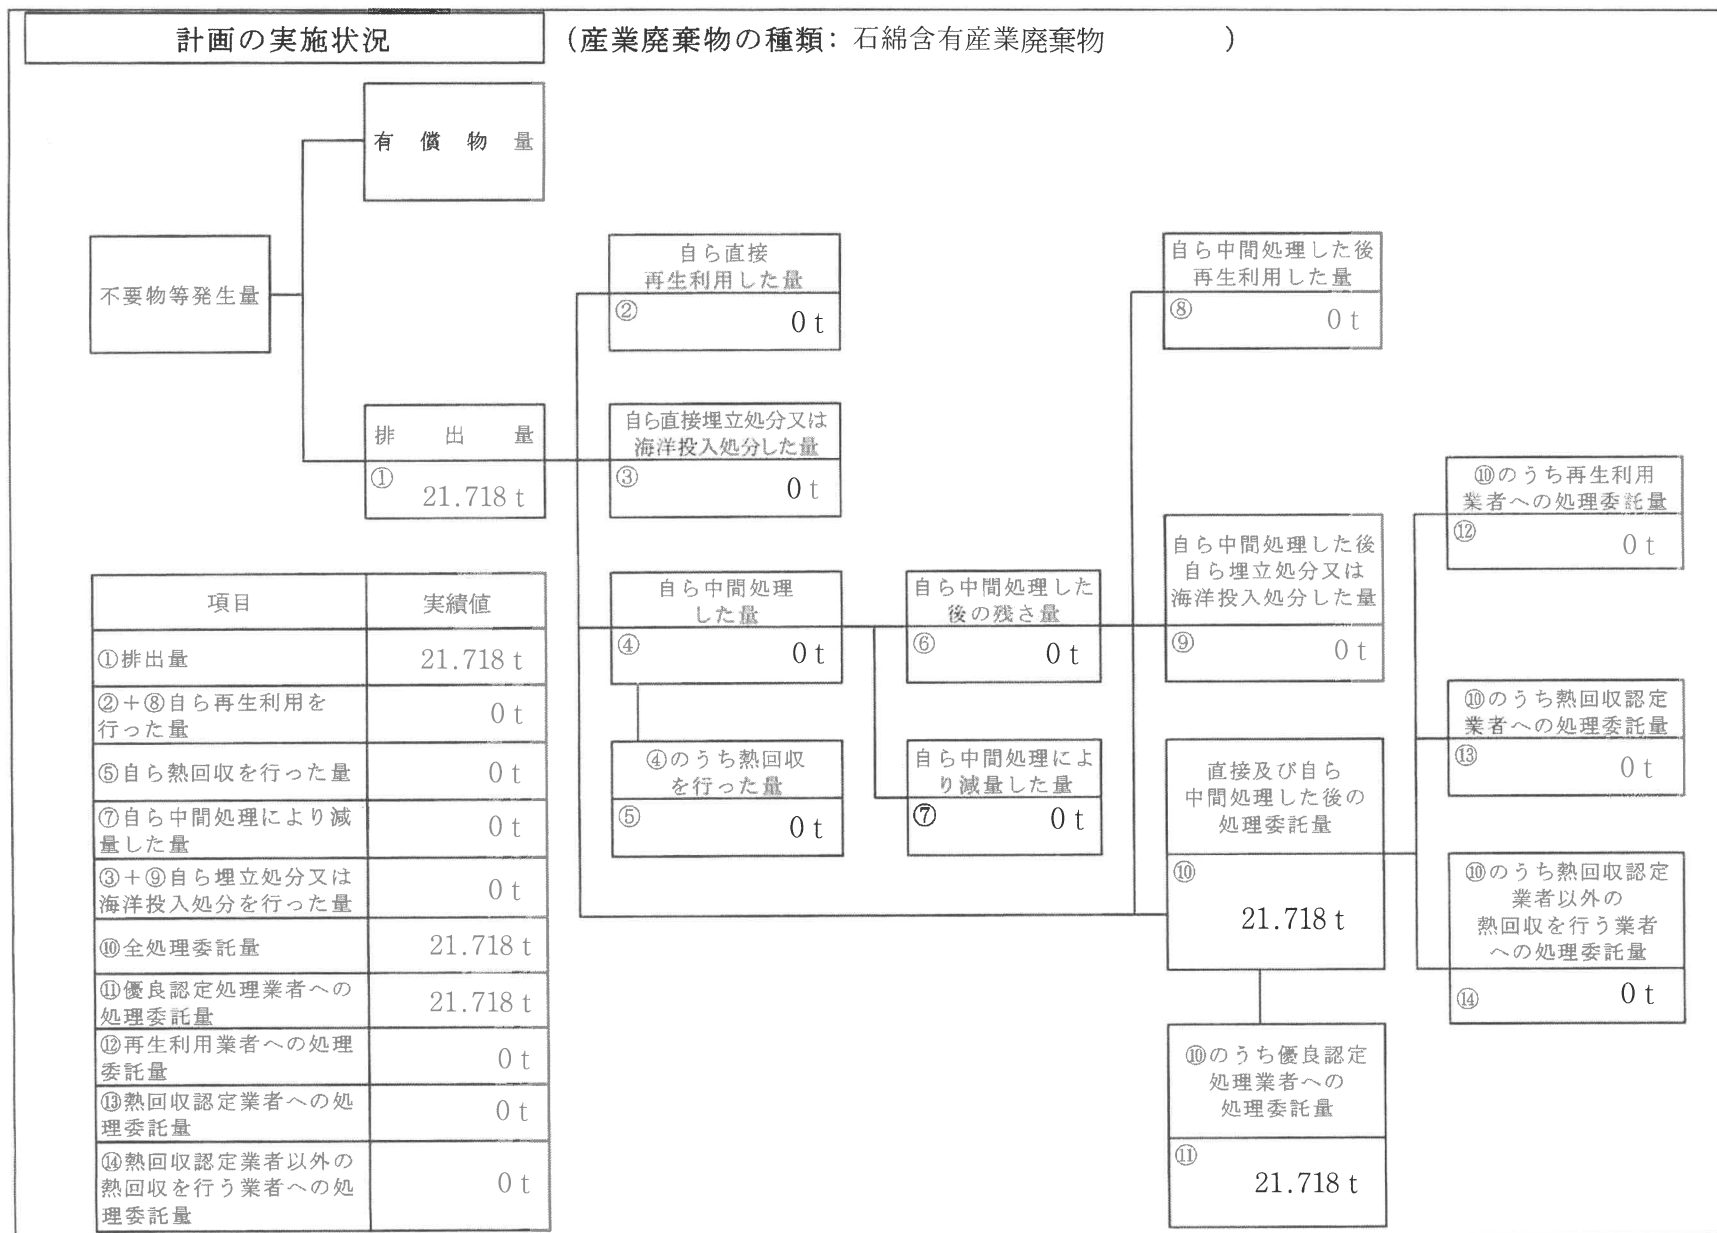 計画の実施状況 (産業廃棄物の種類: 石綿含有産業廃棄物 )
有償物量
不要物等発生量
自ら直接
再生利用した量
② 0 t
自ら中間処理した後
再生利用した量
⑧ 0 t
排出量
① 21.718 t
自ら直接埋立処分又は
海洋投入処分した量
③ 0 t
自ら中間処理
した量
④ 0 t
自ら中間処理した
後の残さ量
⑥ 0 t
自ら中間処理した後
自ら埋立処分又は
海洋投入処分した量
⑨ 0 t
⑩のうち再生利用
業者への処理委託量
⑫ 0 t
④のうち熱回収
を行った量
⑤ 0 t
自ら中間処理によ
り減量した量
⑦ 0 t
直接及び自ら
中間処理した後の
処理委託量
⑩
21.718 t
⑩のうち熱回収認定
業者への処理委託量
⑬ 0 t
⑩のうち熱回収認定
業者以外の
熱回収を行う業者
への処理委託量
⑭ 0 t
⑩のうち優良認定
処理業者への
処理委託量
⑪
21.718 t
項目 実績値
①排出量 21.718 t
②+⑧自ら再生利用を
行った量 0 t
⑤自ら熱回収を行った量 0 t
⑦自ら中間処理により減
量した量 0 t
③+⑨自ら埋立処分又は
海洋投入処分を行った量 0 t
⑩全処理委託量 21.718 t
⑪優良認定処理業者への
処理委託量 21.718 t
⑫再生利用業者への処理
委託量 0 t
⑬熱回収認定業者への処
理委託量 0 t
⑭熱回収認定業者以外の
熱回収を行う業者への処
理委託量 0 t